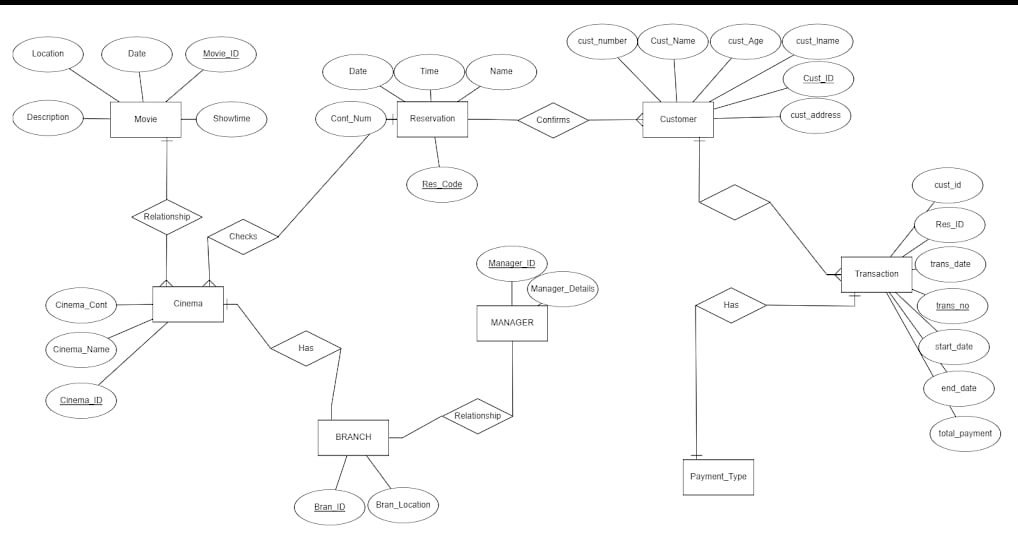 cust_number
Cust_Name
cust_Age
cust_lname
Location
Date
Movie_ID
Date
Time
Name
Cust_ID
Description
Movie
Showtime
Cont_Num
Reservation
Confirms
Customer
cust_address
Res_Code
cust_id
Relationship
Res_ID
Checks
Manager_ID
trans_date
Transaction
Manager_Details
Cinema_Cont
Cinema
Has
trans_no
MANAGER
Cinema_Name
Has
start_date
end_date
Cinema_ID
Relationship
BRANCH
total_payment
Payment_Type
Bran_ID
Bran_Location